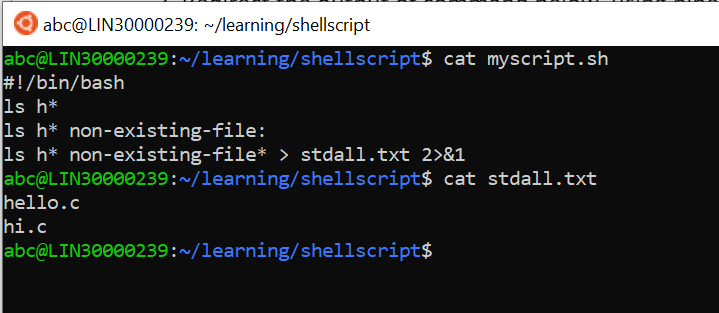 abc@LIN30000239: ~/learning/shellscript
abc@LIN30000239:~/learning/shellscript$ cat myscript.sh
#!/bin/bash
ls h*
ls h* non-existing-file:
ls h* non-existing-file* > stdall.txt 2>&1
abc@LIN30000239:~/learning/shellscript$ cat stdall.txt
hello.c
hi.c
abc@LIN30000239:~/learning/shellscript$